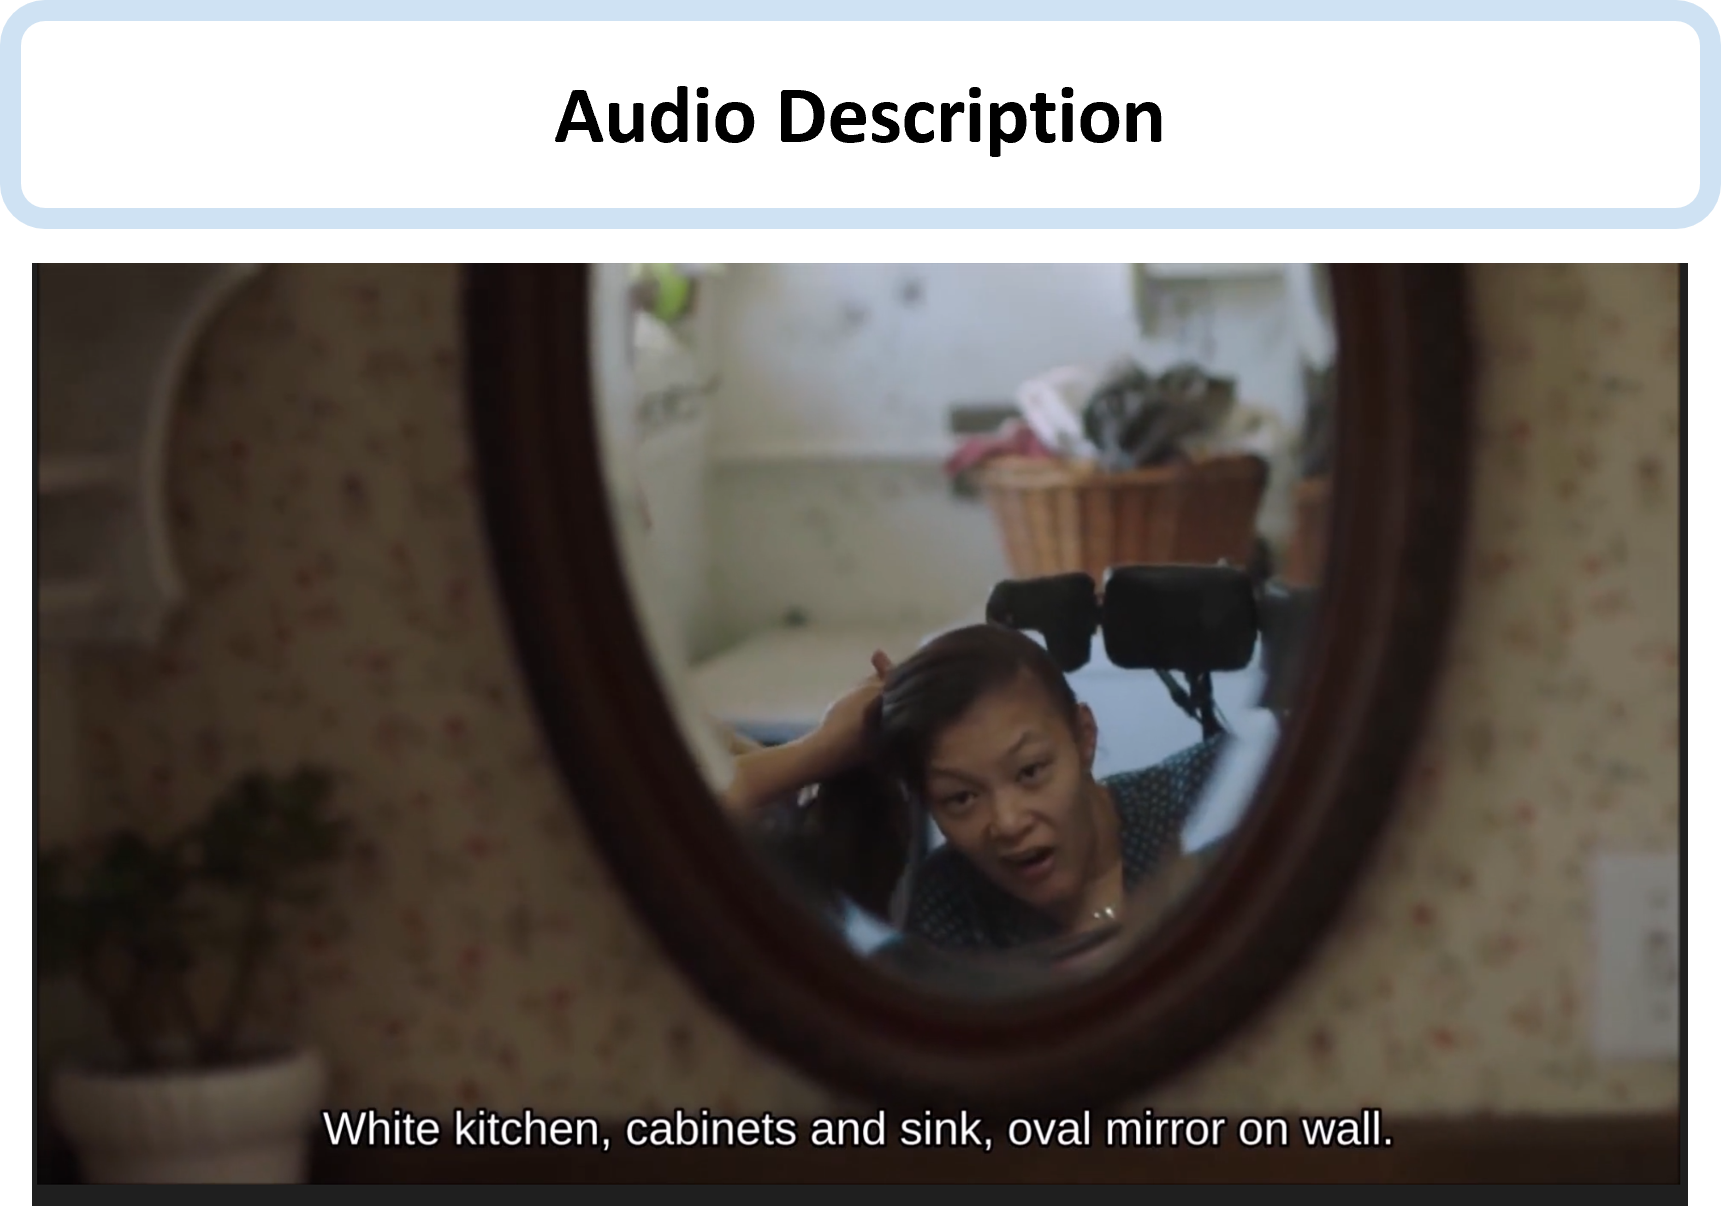 Audio Description
White kitchen, cabinets and sink, oval mirror on wall.